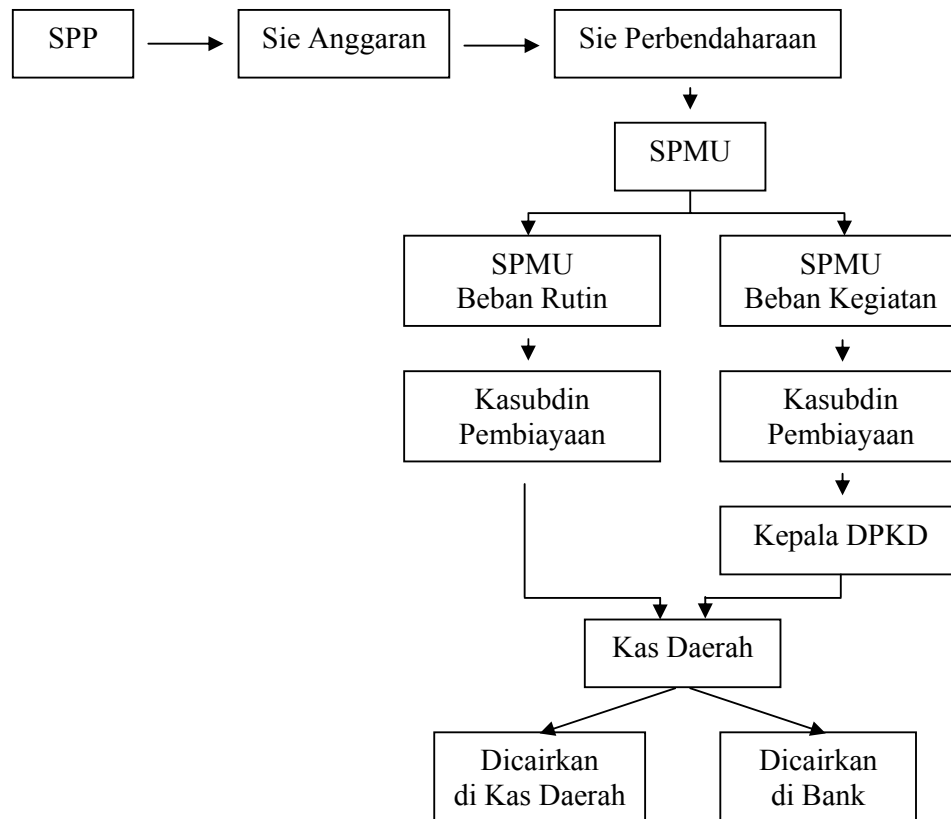 SPP
Sie Anggaran
Sie Perbendaharaan
SPMU
SPMU
Beban Rutin
SPMU
Beban Kegiatan
Kasubdin
Pembiayaan
Kasubdin
Pembiayaan
Kepala DPKD
Kas Daerah
Dicairkan
di Kas Daerah
Dicairkan
di Bank